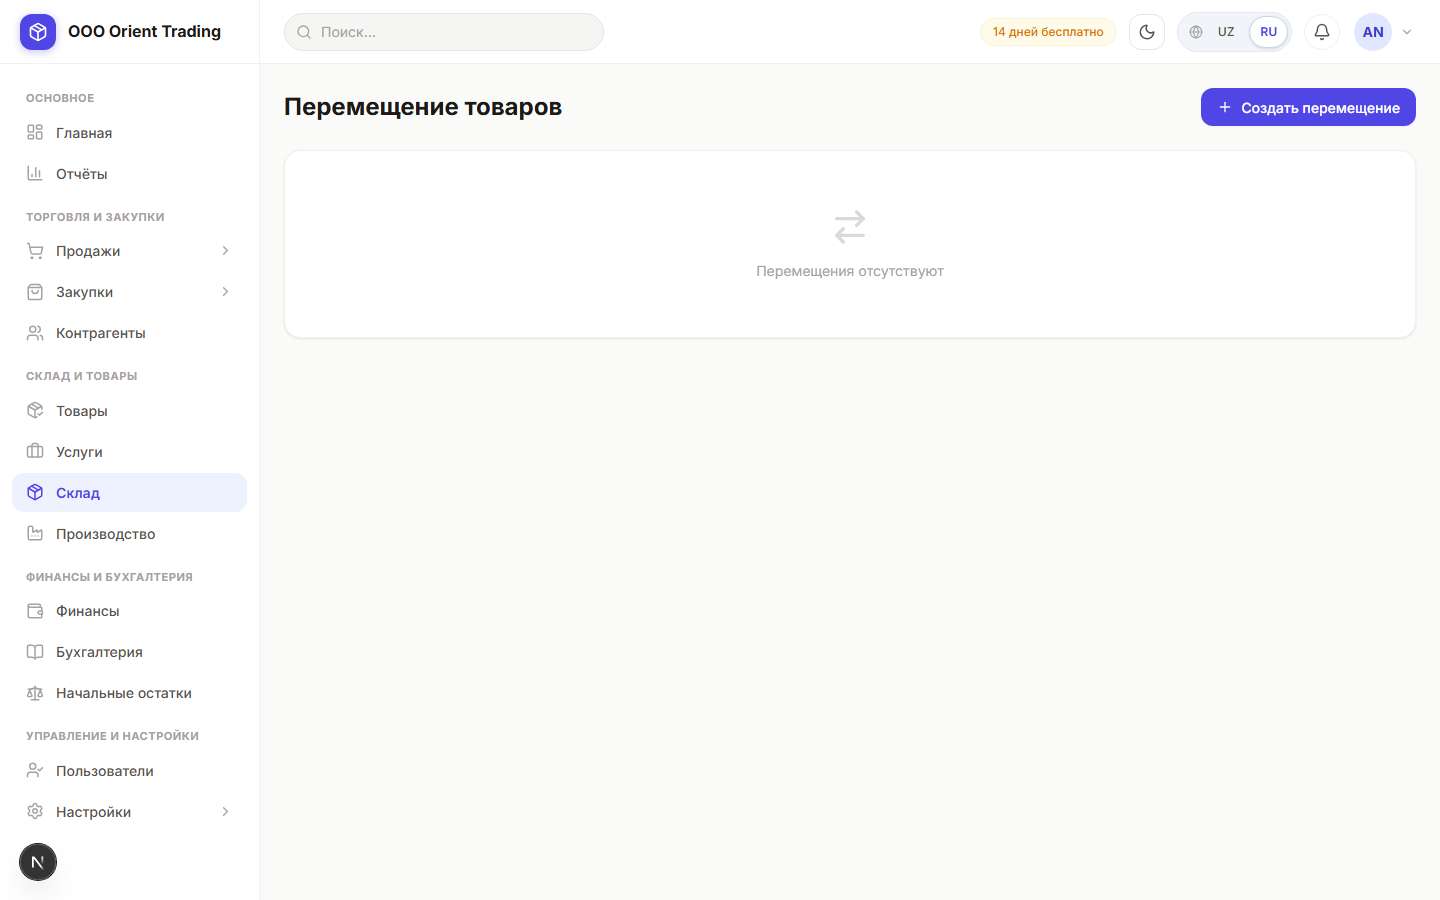 ООО Orient Trading
Поиск...
14 дней бесплатно
UZ
RU
AN
ОСНОВНОЕ
Главная
Отчёты
ТОРГОВЛЯ И ЗАКУПКИ
Продажи
Закупки
Контрагенты
СКЛАД И ТОВАРЫ
Товары
Услуги
Склад
Производство
ФИНАНСЫ И БУХГАЛТЕРИЯ
Финансы
Бухгалтерия
Начальные остатки
УПРАВЛЕНИЕ И НАСТРОЙКИ
Пользователи
Настройки
N
Перемещение товаров
+ Создать перемещение
Перемещения отсутствуют